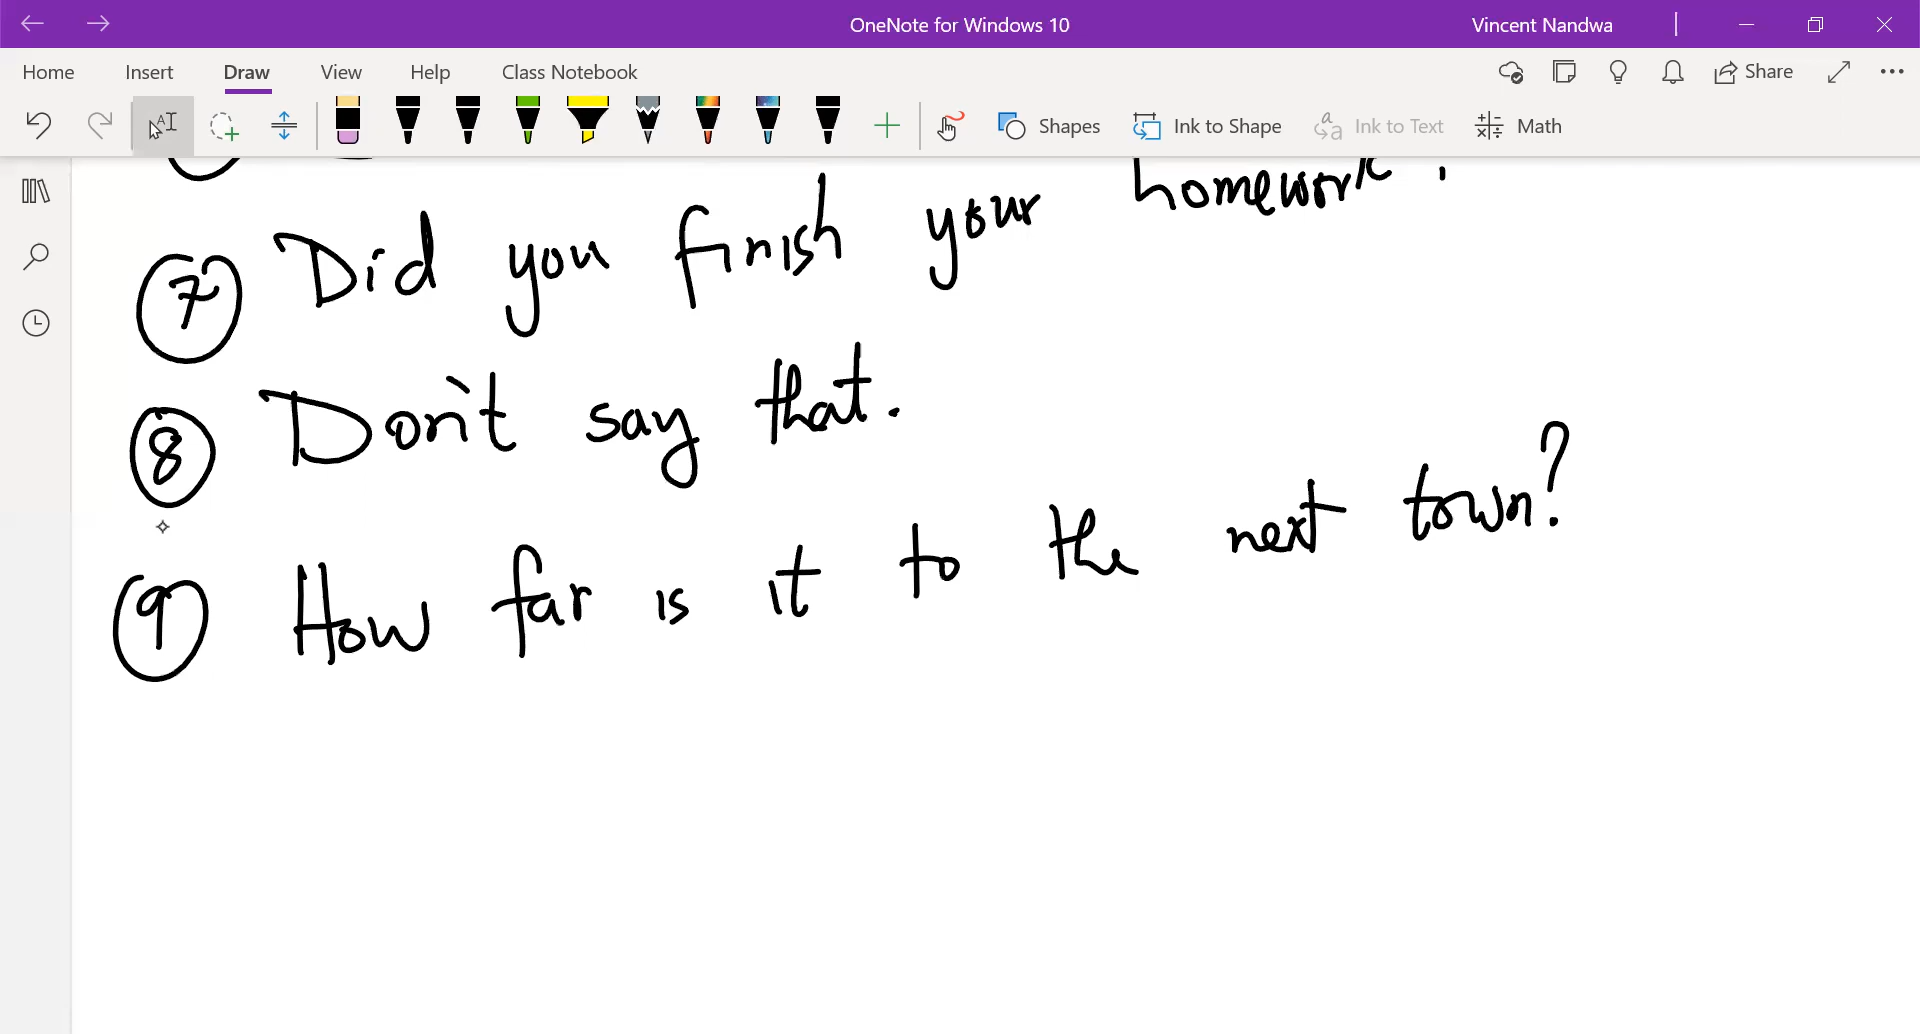 OneNote for Windows 10
Vincent Nandwa
Home Insert Draw View Help Class Notebook
Share
Shapes Ink to Shape Ink to Text Math
7 Did you finish your homework?
8 Don't say that.
9 How far is it to the next town?